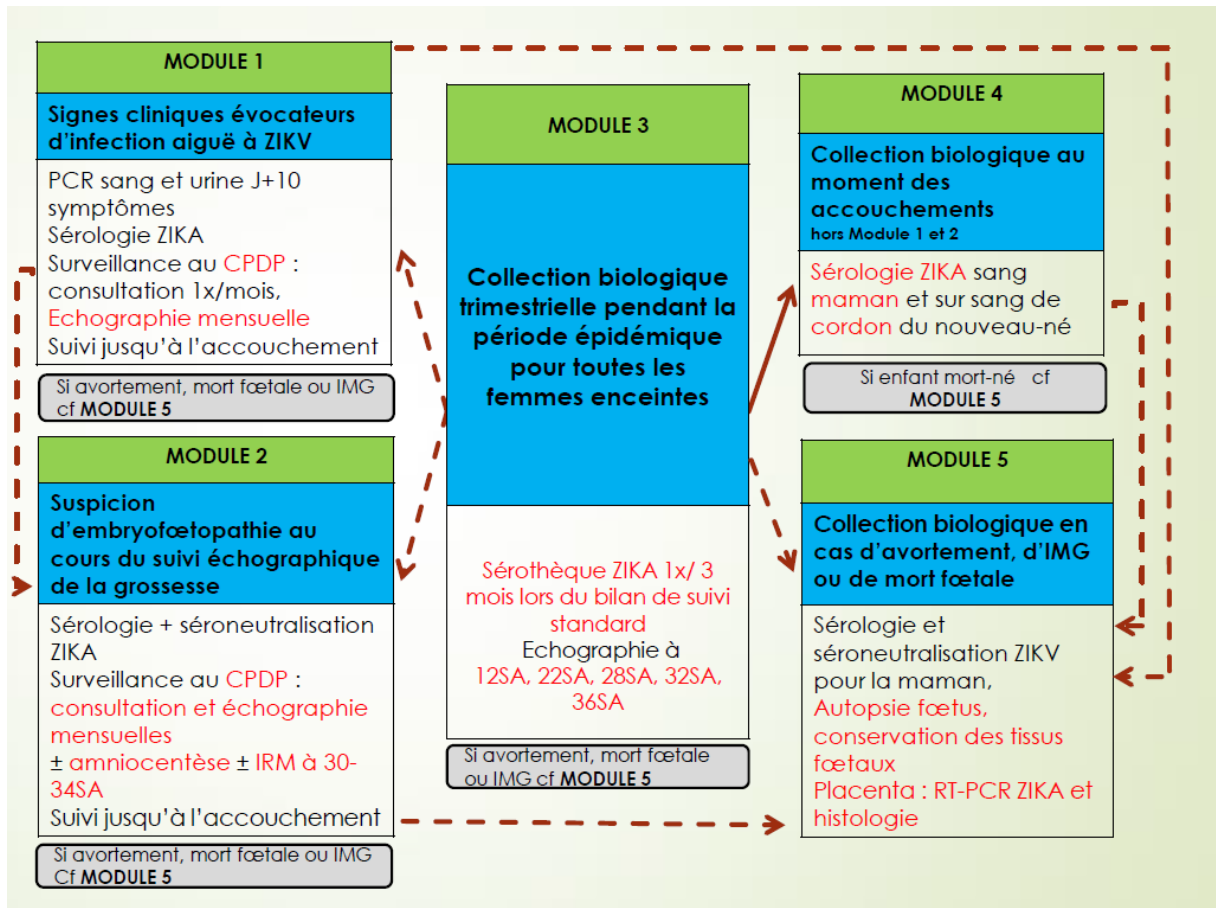 MODULE 1
Signes cliniques évocateurs
d'infection aiguë à ZIKV
PCR sang et urine J+10
symptômes
Sérologie ZIKA
Surveillance au CPDP :
consultation 1x/mois,
Echographie mensuelle
Suivi jusqu'à l'accouchement
Si avortement, mort fœtale ou IMG
cf MODULE 5
MODULE 2
Suspicion
d'embryofœtopathie au
cours du suivi échographique
de la grossesse
Sérologie + séroneutralisation
ZIKA
Surveillance au CPDP :
consultation et échographie
mensuelles
± amniocentèse ± IRM à 30-
34SA
Suivi jusqu'à l'accouchement
Si avortement, mort fœtale ou IMG
Cf MODULE 5
MODULE 3
Collection biologique
trimestrielle pendant la
période épidémique
pour toutes les
femmes enceintes
Sérothèque ZIKA 1x/ 3
mois lors du bilan de suivi
standard
Echographie à
12SA, 22SA, 28SA, 32SA,
36SA
Si avortement, mort fœtale
ou IMG cf MODULE 5
MODULE 4
Collection biologique au
moment des
accouchements
hors Module 1 et 2
Sérologie ZIKA sang
maman et sur sang de
cordon du nouveau-né
Si enfant mort-né cf
MODULE 5
MODULE 5
Collection biologique en
cas d'avortement, d'IMG
ou de mort fœtale
Sérologie et
séroneutralisation ZIKV
pour la maman,
Autopsie fœtus,
conservation des tissus
fœtaux
Placenta : RT-PCR ZIKA et
histologie